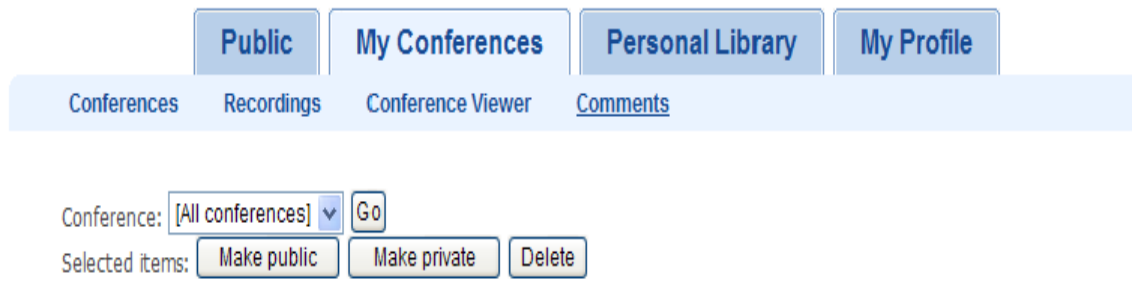 Public My Conferences Personal Library My Profile
Conferences Recordings Conference Viewer Comments
Conference: [All conferences] Go
Selected items: Make public Make private Delete